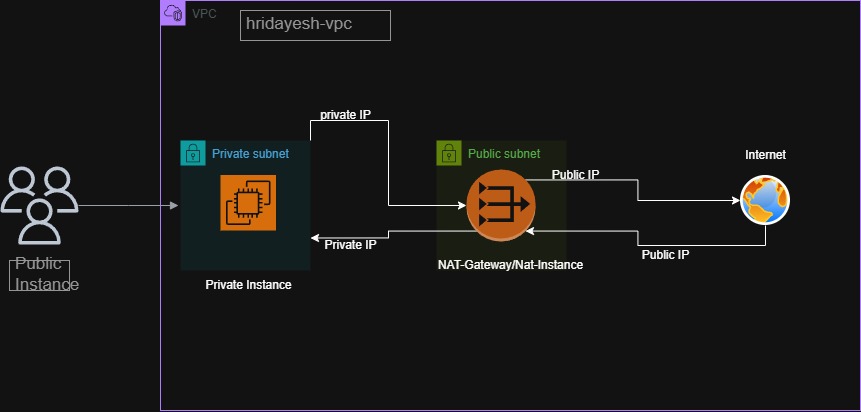 VPC
hridayesh-vpc
private IP
Private subnet
Public subnet
Internet
Public IP
Private IP
Public IP
Public
Instance
NAT-Gateway/Nat-Instance
Private Instance